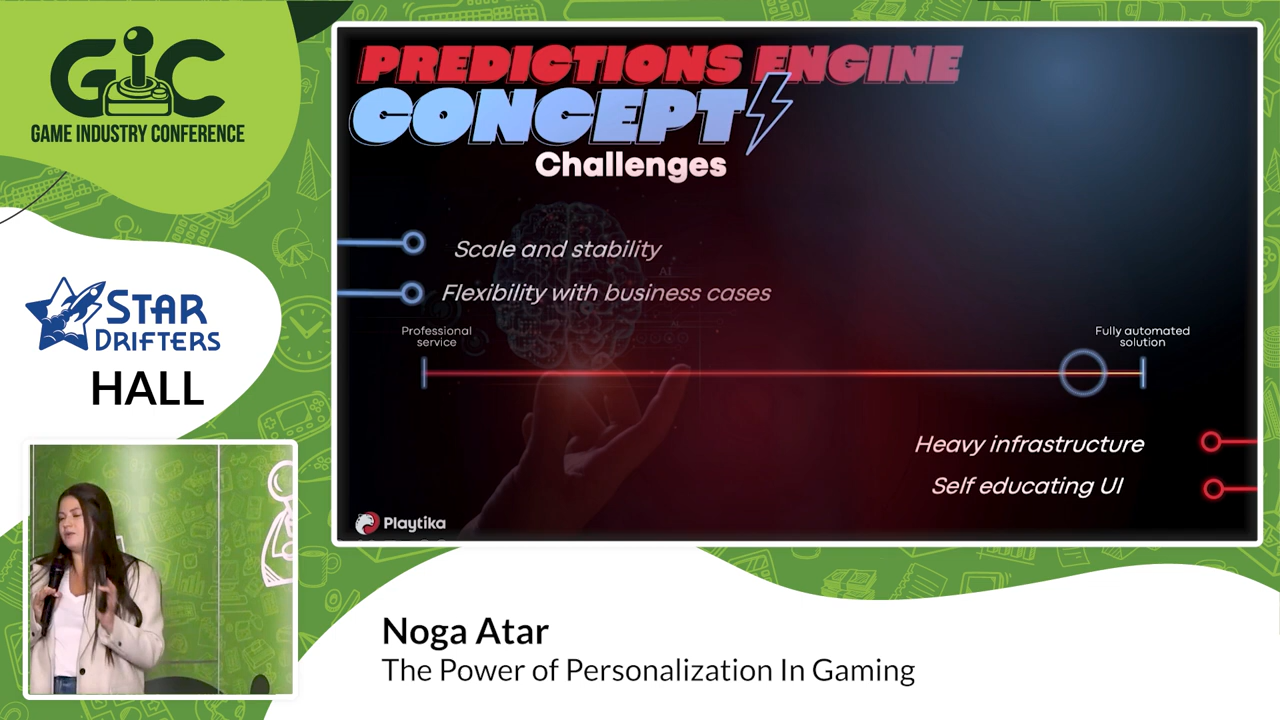 GIC
GAME INDUSTRY CONFERENCE
STAR
DRIFTERS
HALL
PREDICTIONS ENGINE
CONCEPT
Challenges
Scale and stability
AI
Flexibility with business cases
Professional
service
Fully automated
solution
Heavy infrastructure
Self educating UI
Playtika
Noga Atar
The Power of Personalization In Gaming